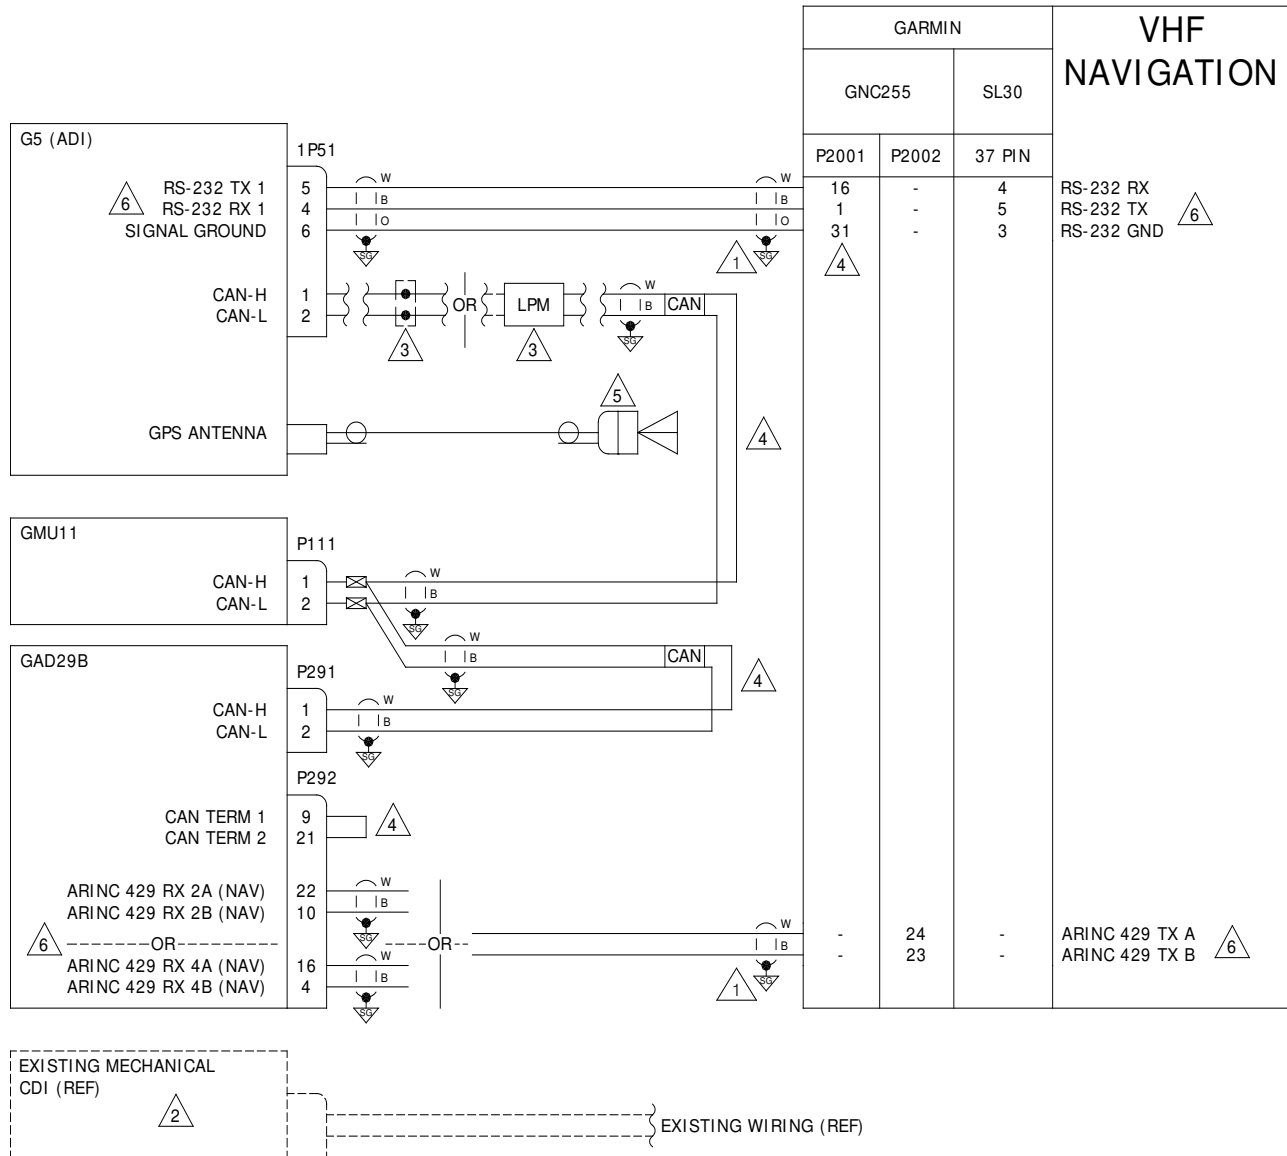 GARMIN
VHF
NAVIGATION
GNC255
SL30
P2001
P2002
37 PIN
G5 (ADI)
1P51
6
RS-232 TX 1
5
W
W
16
-
4
RS-232 RX
RS-232 RX 1
4
B
B
1
-
5
RS-232 TX
6
SIGNAL GROUND
6
O
O
31
-
3
RS-232 GND
SG
1
SG
4
CAN-H
1
W
CAN-L
2
OR
LPM
B
CAN
3
3
SG
5
GPS ANTENNA
4
GMU11
P111
CAN-H
1
W
CAN-L
2
B
SG
W
B
CAN
SG
4
GAD29B
P291
CAN-H
1
W
CAN-L
2
B
SG
P292
CAN TERM 1
9
4
CAN TERM 2
21
ARINC 429 RX 2A (NAV)
22
W
ARINC 429 RX 2B (NAV)
10
B
SG
6
OR
OR
W
B
-
24
-
ARINC 429 TX A
-
23
-
ARINC 429 TX B
6
1
SG
ARINC 429 RX 4A (NAV)
16
W
ARINC 429 RX 4B (NAV)
4
B
SG
EXISTING MECHANICAL
CDI (REF)
2
EXISTING WIRING (REF)